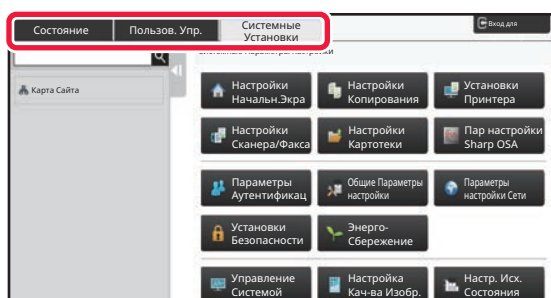 Состояние
Пользов. Упр.
Системные
Установки
Вход для
Карта Сайта
Настройки
Начальн.Экра
Настройки
Копирования
Установки
Принтера
Настройки
Сканера/Факса
Настройки
Картотеки
Пар настройки
Sharp OSA
Параметры
Аутентификац
Общие Параметры
настройки
Параметры
настройки Сети
Установки
Безопасности
Энерго-
Сбережение
Управление
Системой
Настройка
Кач-ва Изобр.
Настр. Исх.
Состояния